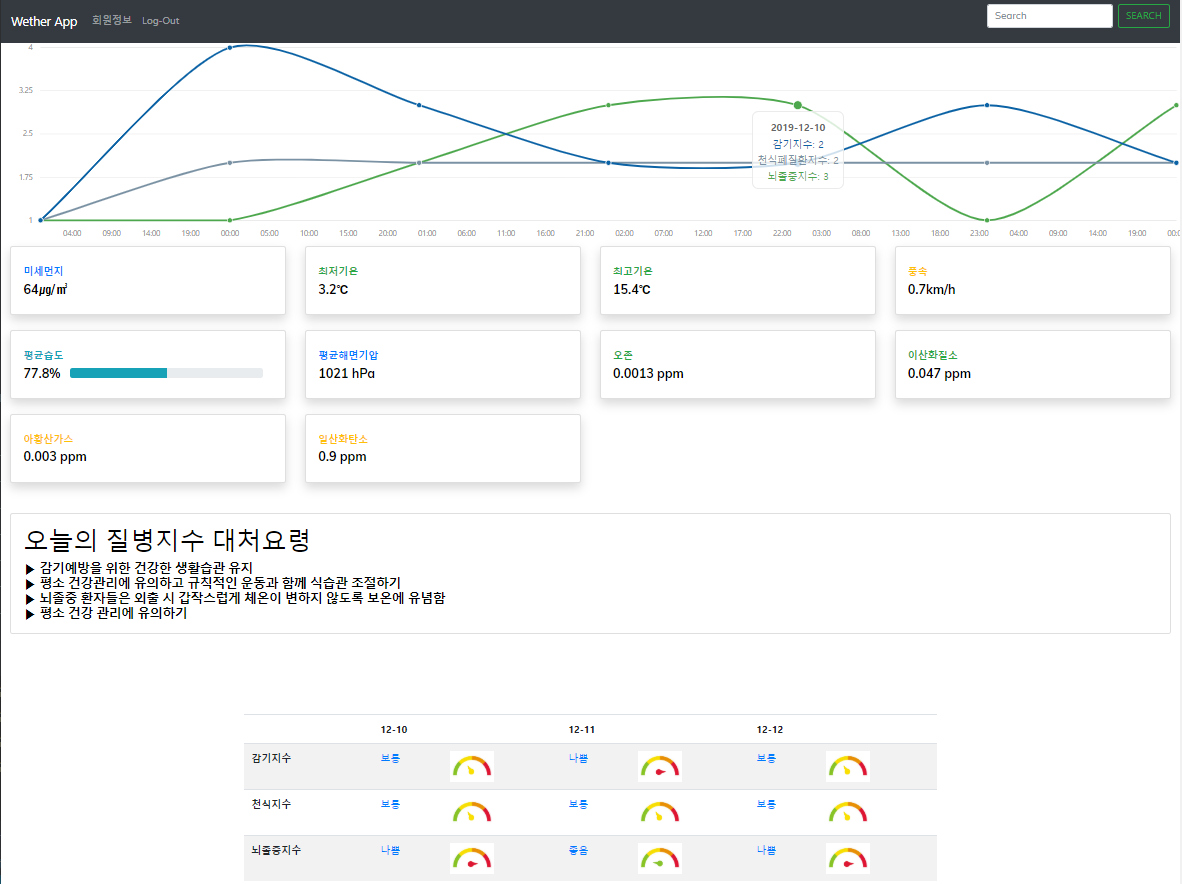 Wether App 회원정보 Log-Out Search SEARCH
4
3.25
2.5
1.75
1
2019-12-10
감기지수: 2
천식폐질환지수: 2
뇌졸중지수: 3
04:00 09:00 14:00 19:00 00:00 05:00 10:00 15:00 20:00 01:00 06:00 11:00 16:00 21:00 02:00 07:00 12:00 17:00 22:00 03:00 08:00 13:00 18:00 23:00 04:00 09:00 14:00 19:00 00:0
미세먼지
64㎍/㎥
최저기온
3.2℃
최고기온
15.4℃
풍속
0.7km/h
평균습도
77.8%
평균해면기압
1021 hPa
오존
0.0013 ppm
이산화질소
0.047 ppm
아황산가스
0.003 ppm
일산화탄소
0.9 ppm
오늘의 질병지수 대처요령
▶ 감기예방을 위한 건강한 생활습관 유지
▶ 평소 건강관리에 유의하고 규칙적인 운동과 함께 식습관 조절하기
▶ 뇌졸중 환자들은 외출 시 갑작스럽게 체온이 변하지 않도록 보온에 유념함
▶ 평소 건강 관리에 유의하기
12-10 12-11 12-12
감기지수 보통 나쁨 보통
천식지수 보통 보통 보통
뇌졸중지수 나쁨 좋음 나쁨